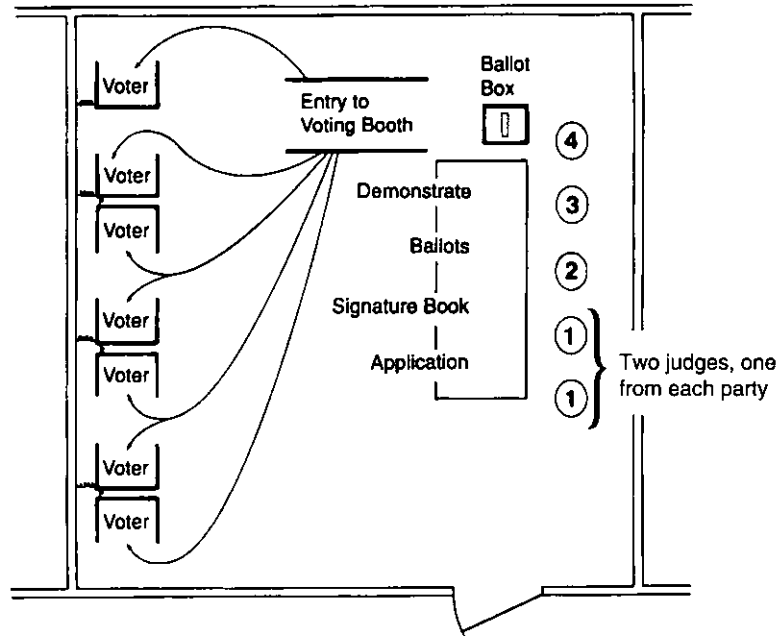 Voter
Entry to
Voting Booth
Ballot
Box
4
Voter
Demonstrate
3
Voter
Ballots
2
Voter
Signature Book
1
Two judges, one
from each party
Voter
Application
1
Voter
Voter